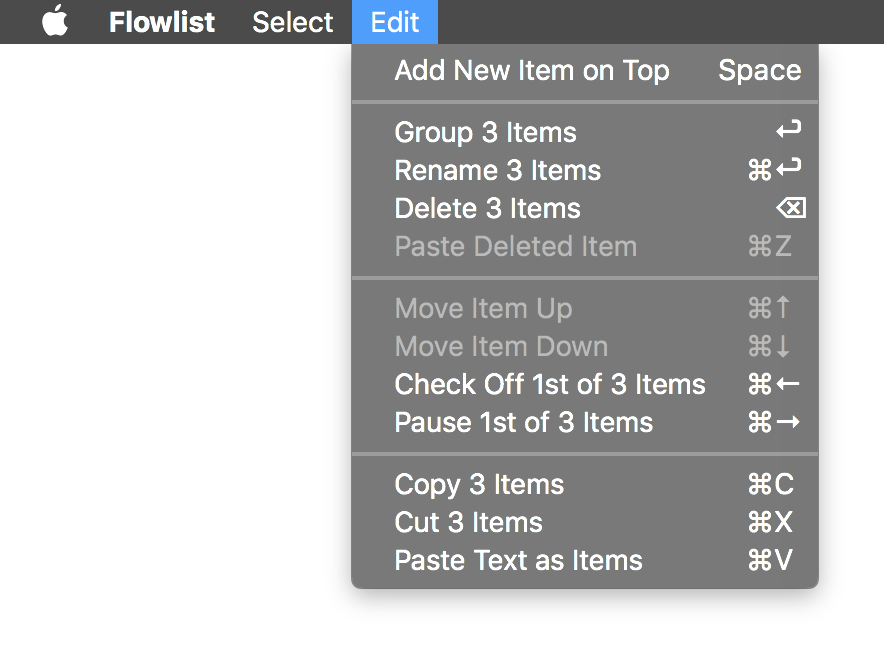 Flowlist Select Edit
Add New Item on Top Space
Group 3 Items ↩
Rename 3 Items ⌘↩
Delete 3 Items ⌫
Paste Deleted Item ⌘Z
Move Item Up ⌘↑
Move Item Down ⌘↓
Check Off 1st of 3 Items ⌘←
Pause 1st of 3 Items ⌘→
Copy 3 Items ⌘C
Cut 3 Items ⌘X
Paste Text as Items ⌘V